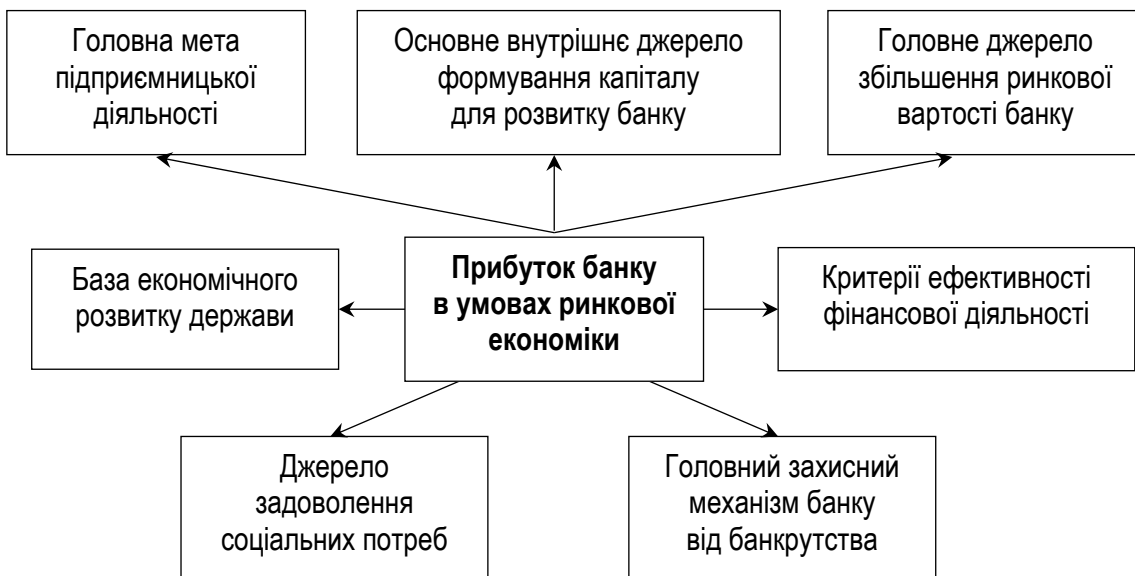 Головна мета
підприємницької
діяльності
Основне внутрішнє джерело
формування капіталу
для розвитку банку
Головне джерело
збільшення ринкової
вартості банку
База економічного
розвитку держави
Прибуток банку
в умовах ринкової
економіки
Критерії ефективності
фінансової діяльності
Джерело
задоволення
соціальних потреб
Головний захисний
механізм банку
від банкрутства